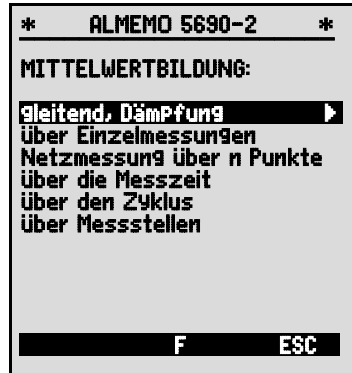 * ALMEMO 5690-2 *
MITTELWERTBILDUNG:
gleitend, Dämpfung ▶
über Einzelmessungen
Netzmessung über n Punkte
über die Messzeit
über den Zyklus
über Messstellen
F ESC